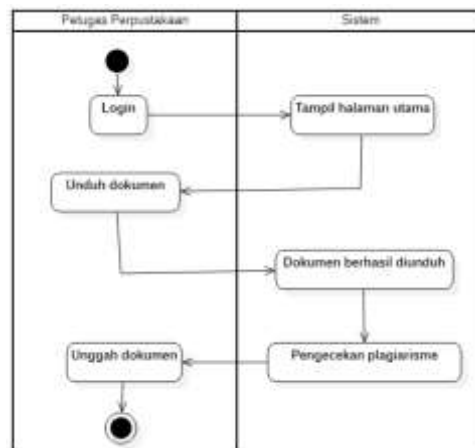 Petugas Perpustakaan
Sistem
Login
Tampil halaman utama
Unduh dokumen
Dokumen berhasil diunduh
Unggah dokumen
Pengecekan plagiarisme